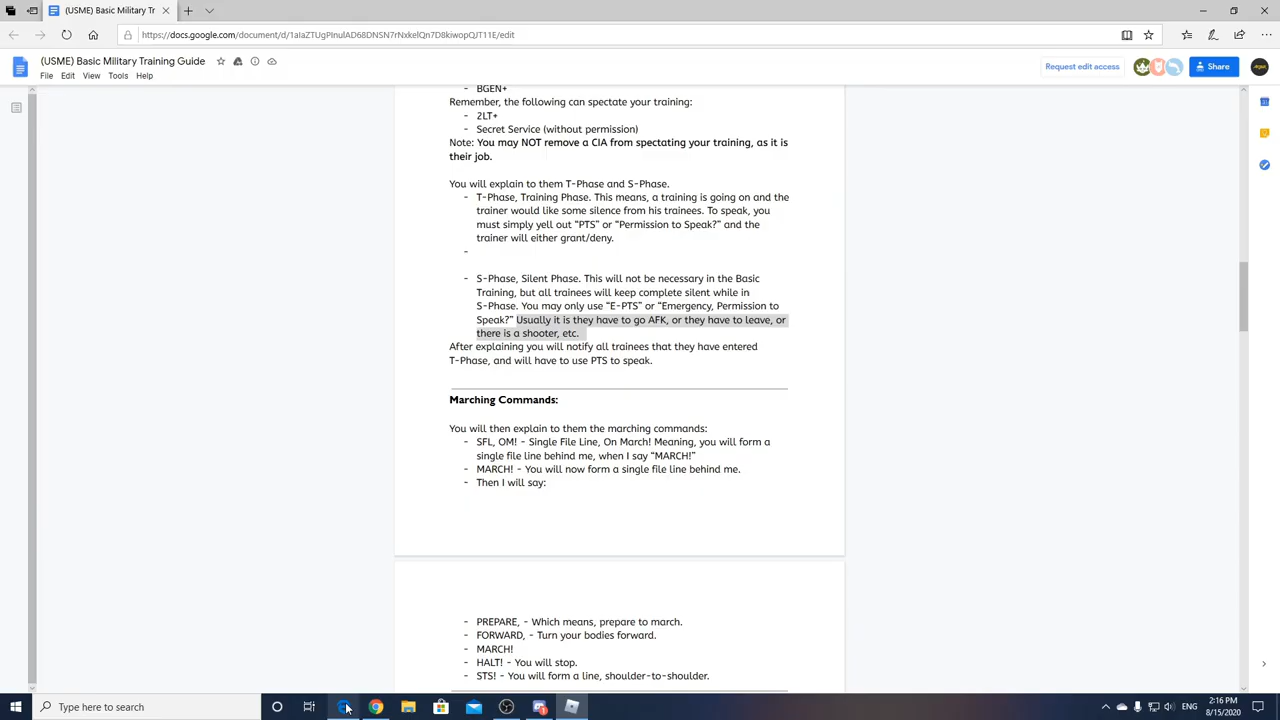 (USME) Basic Military Tr
https://docs.google.com/document/d/1aIaZTUgPInulAD68DNSN7rNxkelQn7D8kiwopQJT11E/edit
(USME) Basic Military Training Guide
File Edit View Tools Help
Request edit access
Share
- BGEN+
Remember, the following can spectate your training:
- 2LT+
- Secret Service (without permission)
Note: You may NOT remove a CIA from spectating your training, as it is
their job.
You will explain to them T-Phase and S-Phase.
- T-Phase, Training Phase. This means, a training is going on and the
trainer would like some silence from his trainees. To speak, you
must simply yell out “PTS” or “Permission to Speak?” and the
trainer will either grant/deny.
-
- S-Phase, Silent Phase. This will not be necessary in the Basic
Training, but all trainees will keep complete silent while in
S-Phase. You may only use “E-PTS” or “Emergency, Permission to
Speak?” Usually it is they have to go AFK, or they have to leave, or
there is a shooter, etc.
After explaining you will notify all trainees that they have entered
T-Phase, and will have to use PTS to speak.
Marching Commands:
You will then explain to them the marching commands:
- SFL, OM! - Single File Line, On March! Meaning, you will form a
single file line behind me, when I say “MARCH!”
- MARCH! - You will now form a single file line behind me.
- Then I will say:
- PREPARE, - Which means, prepare to march.
- FORWARD, - Turn your bodies forward.
- MARCH!
- HALT! - You will stop.
- STS! - You will form a line, shoulder-to-shoulder.
Type here to search
ENG
2:16 PM
8/15/2020